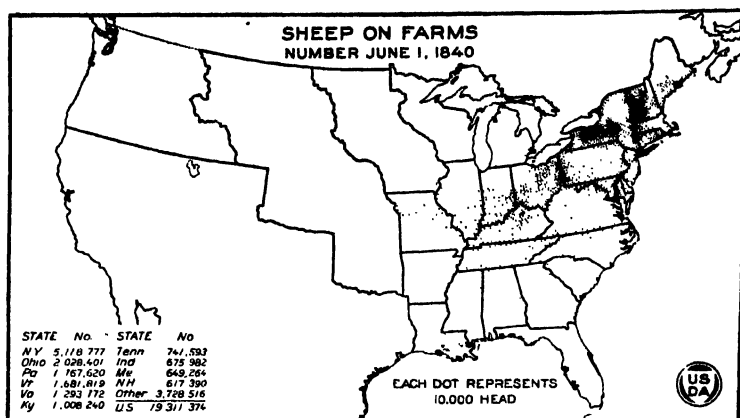 SHEEP ON FARMS
NUMBER JUNE 1, 1840
STATE No. STATE No
NY 5,118 777 Tenn 741,593
Ohio 2 028,401 Ind 675 982
Pa 1 767,620 Me 649,264
Vt 1,681,819 NH 617 390
Va 1 293 772 Other 3,728 516
Ky 1,008 240 US 19 311 374
EACH DOT REPRESENTS
10,000 HEAD
US
DA